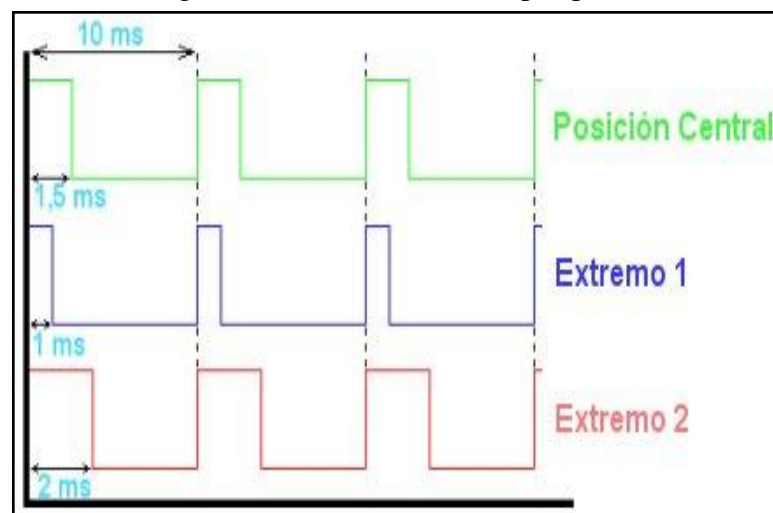 10 ms
Posición Central
1,5 ms
Extremo 1
1 ms
Extremo 2
2 ms